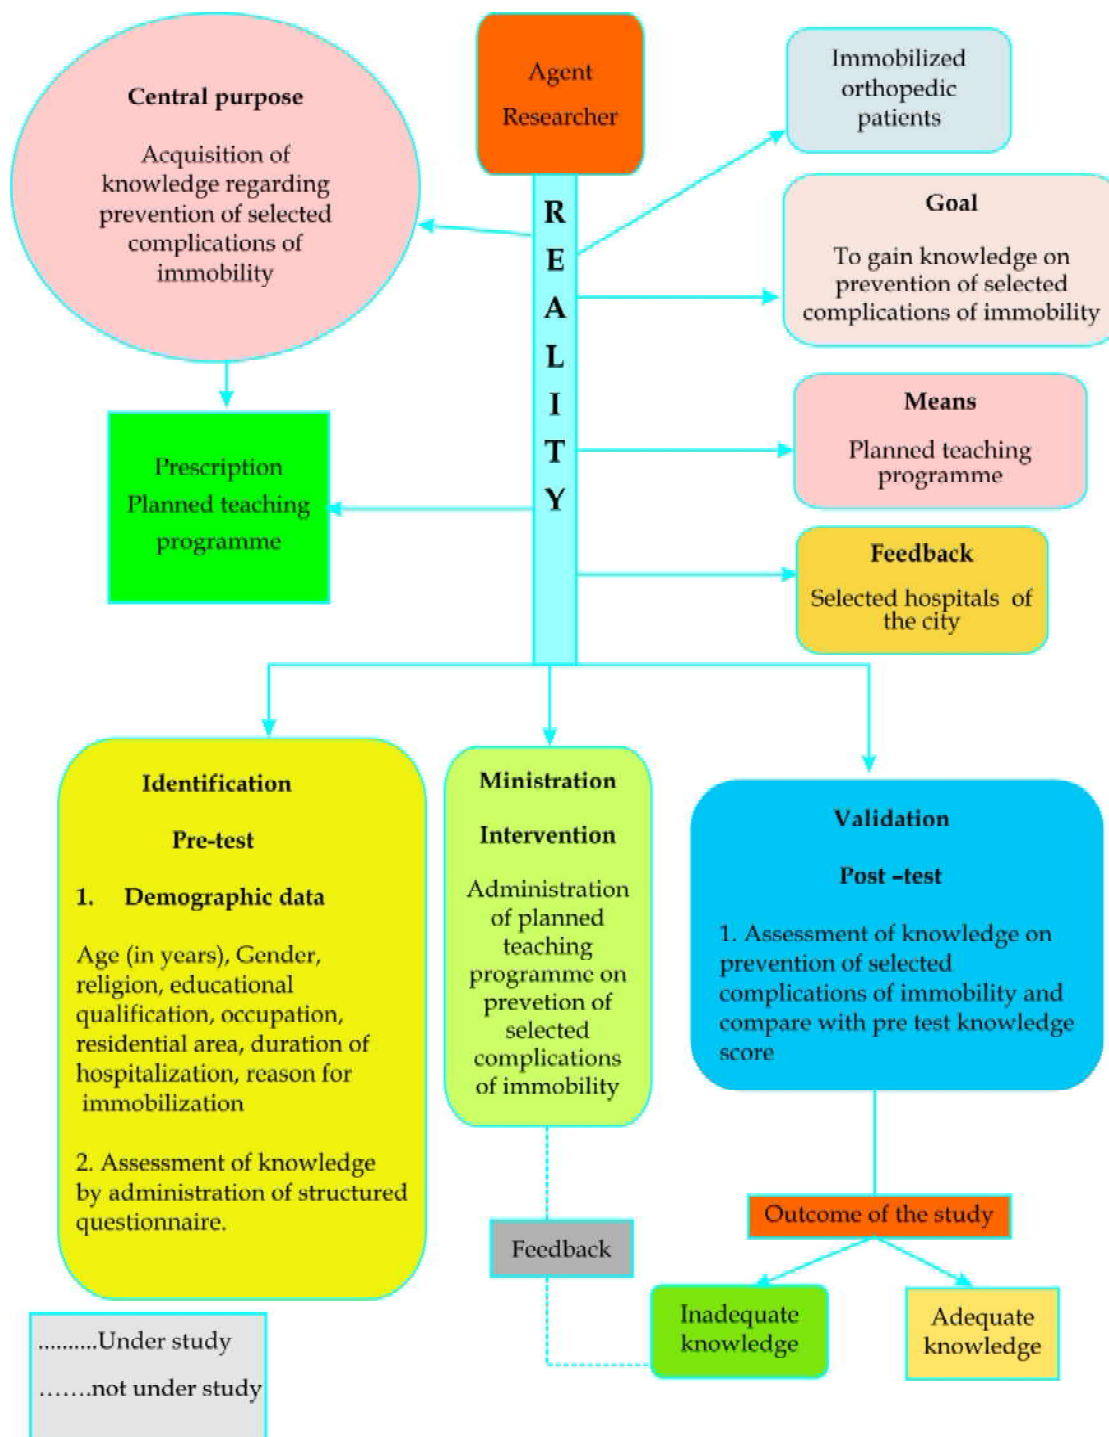 Central purpose
Acquisition of
knowledge regarding
prevention of selected
complications of
immobility
Agent
Researcher
Immobilized
orthopedic
patients
R
E
A
L
I
T
Y
Goal
To gain knowledge on
prevention of selected
complications of immobility
Means
Planned teaching
programme
Prescription
Planned teaching
programme
Feedback
Selected hospitals of
the city
Identification
Pre-test
1. Demographic data
Age (in years), Gender,
religion, educational
qualification, occupation,
residential area, duration of
hospitalization, reason for
immobilization
2. Assessment of knowledge
by administration of structured
questionnaire.
Ministration
Intervention
Administration
of planned
teaching
programme on
prevetion of
selected
complications
of immobility
Validation
Post –test
1. Assessment of knowledge on
prevention of selected
complications of immobility and
compare with pre test knowledge
score
Outcome of the study
Feedback
Inadequate
knowledge
Adequate
knowledge
..........Under study
.......not under study